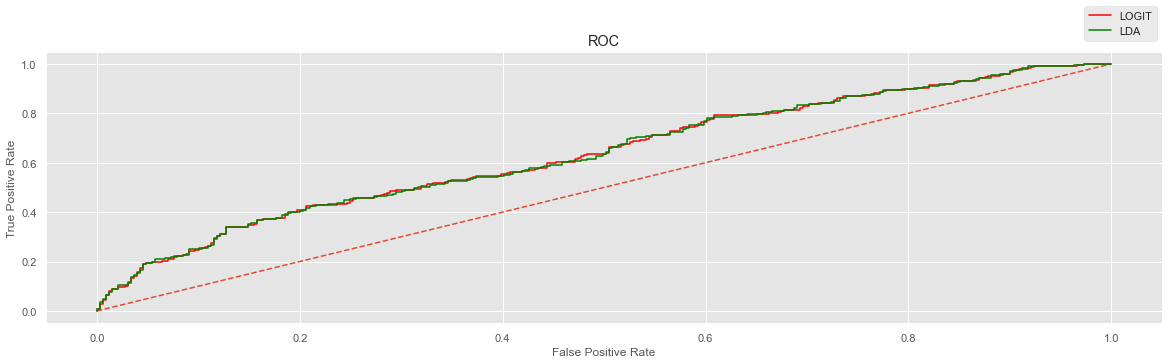 LOGIT
LDA
ROC
1.0
0.8
0.6
0.4
0.2
0.0
True Positive Rate
0.0 0.2 0.4 0.6 0.8 1.0
False Positive Rate